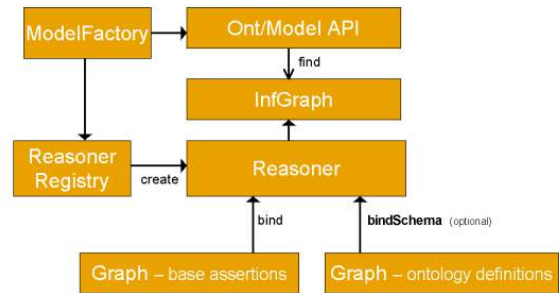 ModelFactory
Ont/Model API
find
InfGraph
Reasoner
Registry
create
Reasoner
bind
bindSchema (optional)
Graph – base assertions
Graph – ontology definitions